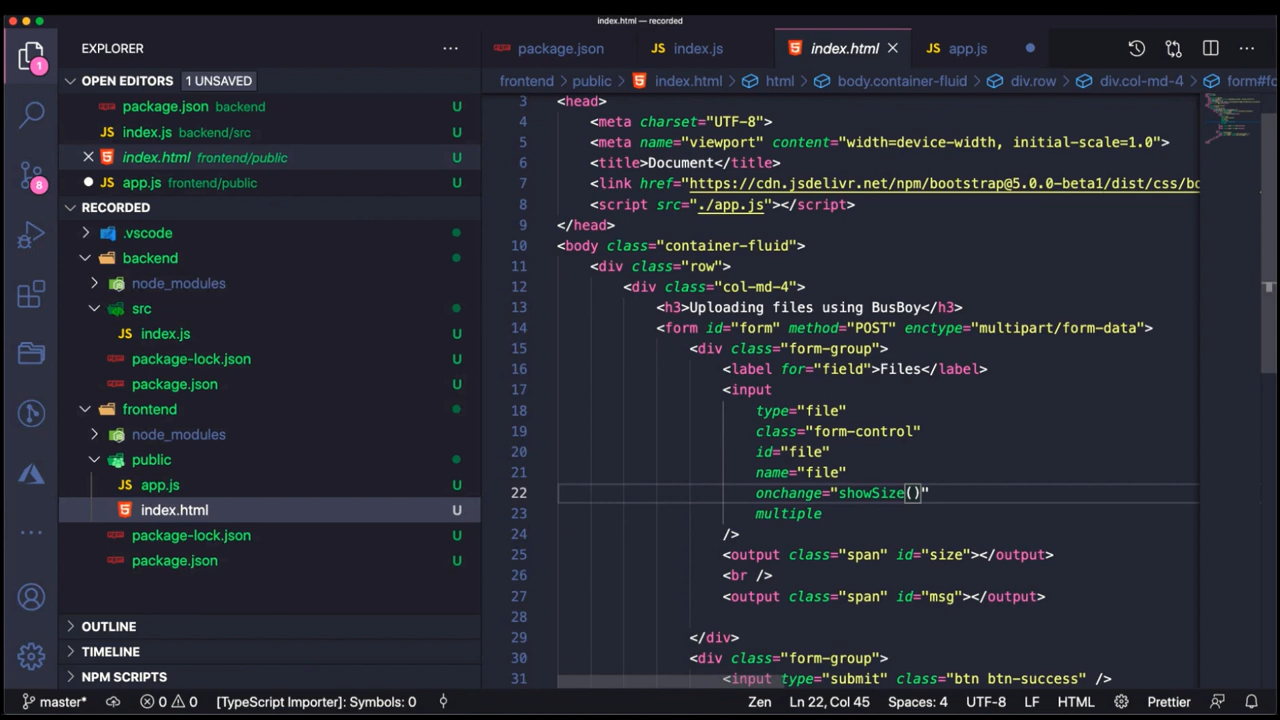 index.html — recorded
EXPLORER
OPEN EDITORS 1 UNSAVED
package.json backend U
JS index.js backend/src U
index.html frontend/public U
JS app.js frontend/public U
RECORDED
.vscode
backend
node_modules
src
JS index.js U
package-lock.json U
package.json U
frontend
node_modules
public
JS app.js U
index.html U
package-lock.json U
package.json U
OUTLINE
TIMELINE
NPM SCRIPTS
1
8
package.json JS index.js index.html JS app.js
frontend > public > index.html > html > body.container-fluid > div.row > div.col-md-4 > form#fo
3 <head>
4 <meta charset="UTF-8">
5 <meta name="viewport" content="width=device-width, initial-scale=1.0">
6 <title>Document</title>
7 <link href="https://cdn.jsdelivr.net/npm/bootstrap@5.0.0-beta1/dist/css/bo
8 <script src="./app.js"></script>
9 </head>
10 <body class="container-fluid">
11 <div class="row">
12 <div class="col-md-4">
13 <h3>Uploading files using BusBoy</h3>
14 <form id="form" method="POST" enctype="multipart/form-data">
15 <div class="form-group">
16 <label for="field">Files</label>
17 <input
18 type="file"
19 class="form-control"
20 id="file"
21 name="file"
22 onchange="showSize()"
23 multiple
24 />
25 <output class="span" id="size"></output>
26 <br />
27 <output class="span" id="msg"></output>
28
29 </div>
30 <div class="form-group">
31 <input type="submit" class="btn btn-success" />
master* 0 0 [TypeScript Importer]: Symbols: 0 Zen Ln 22, Col 45 Spaces: 4 UTF-8 LF HTML Prettier